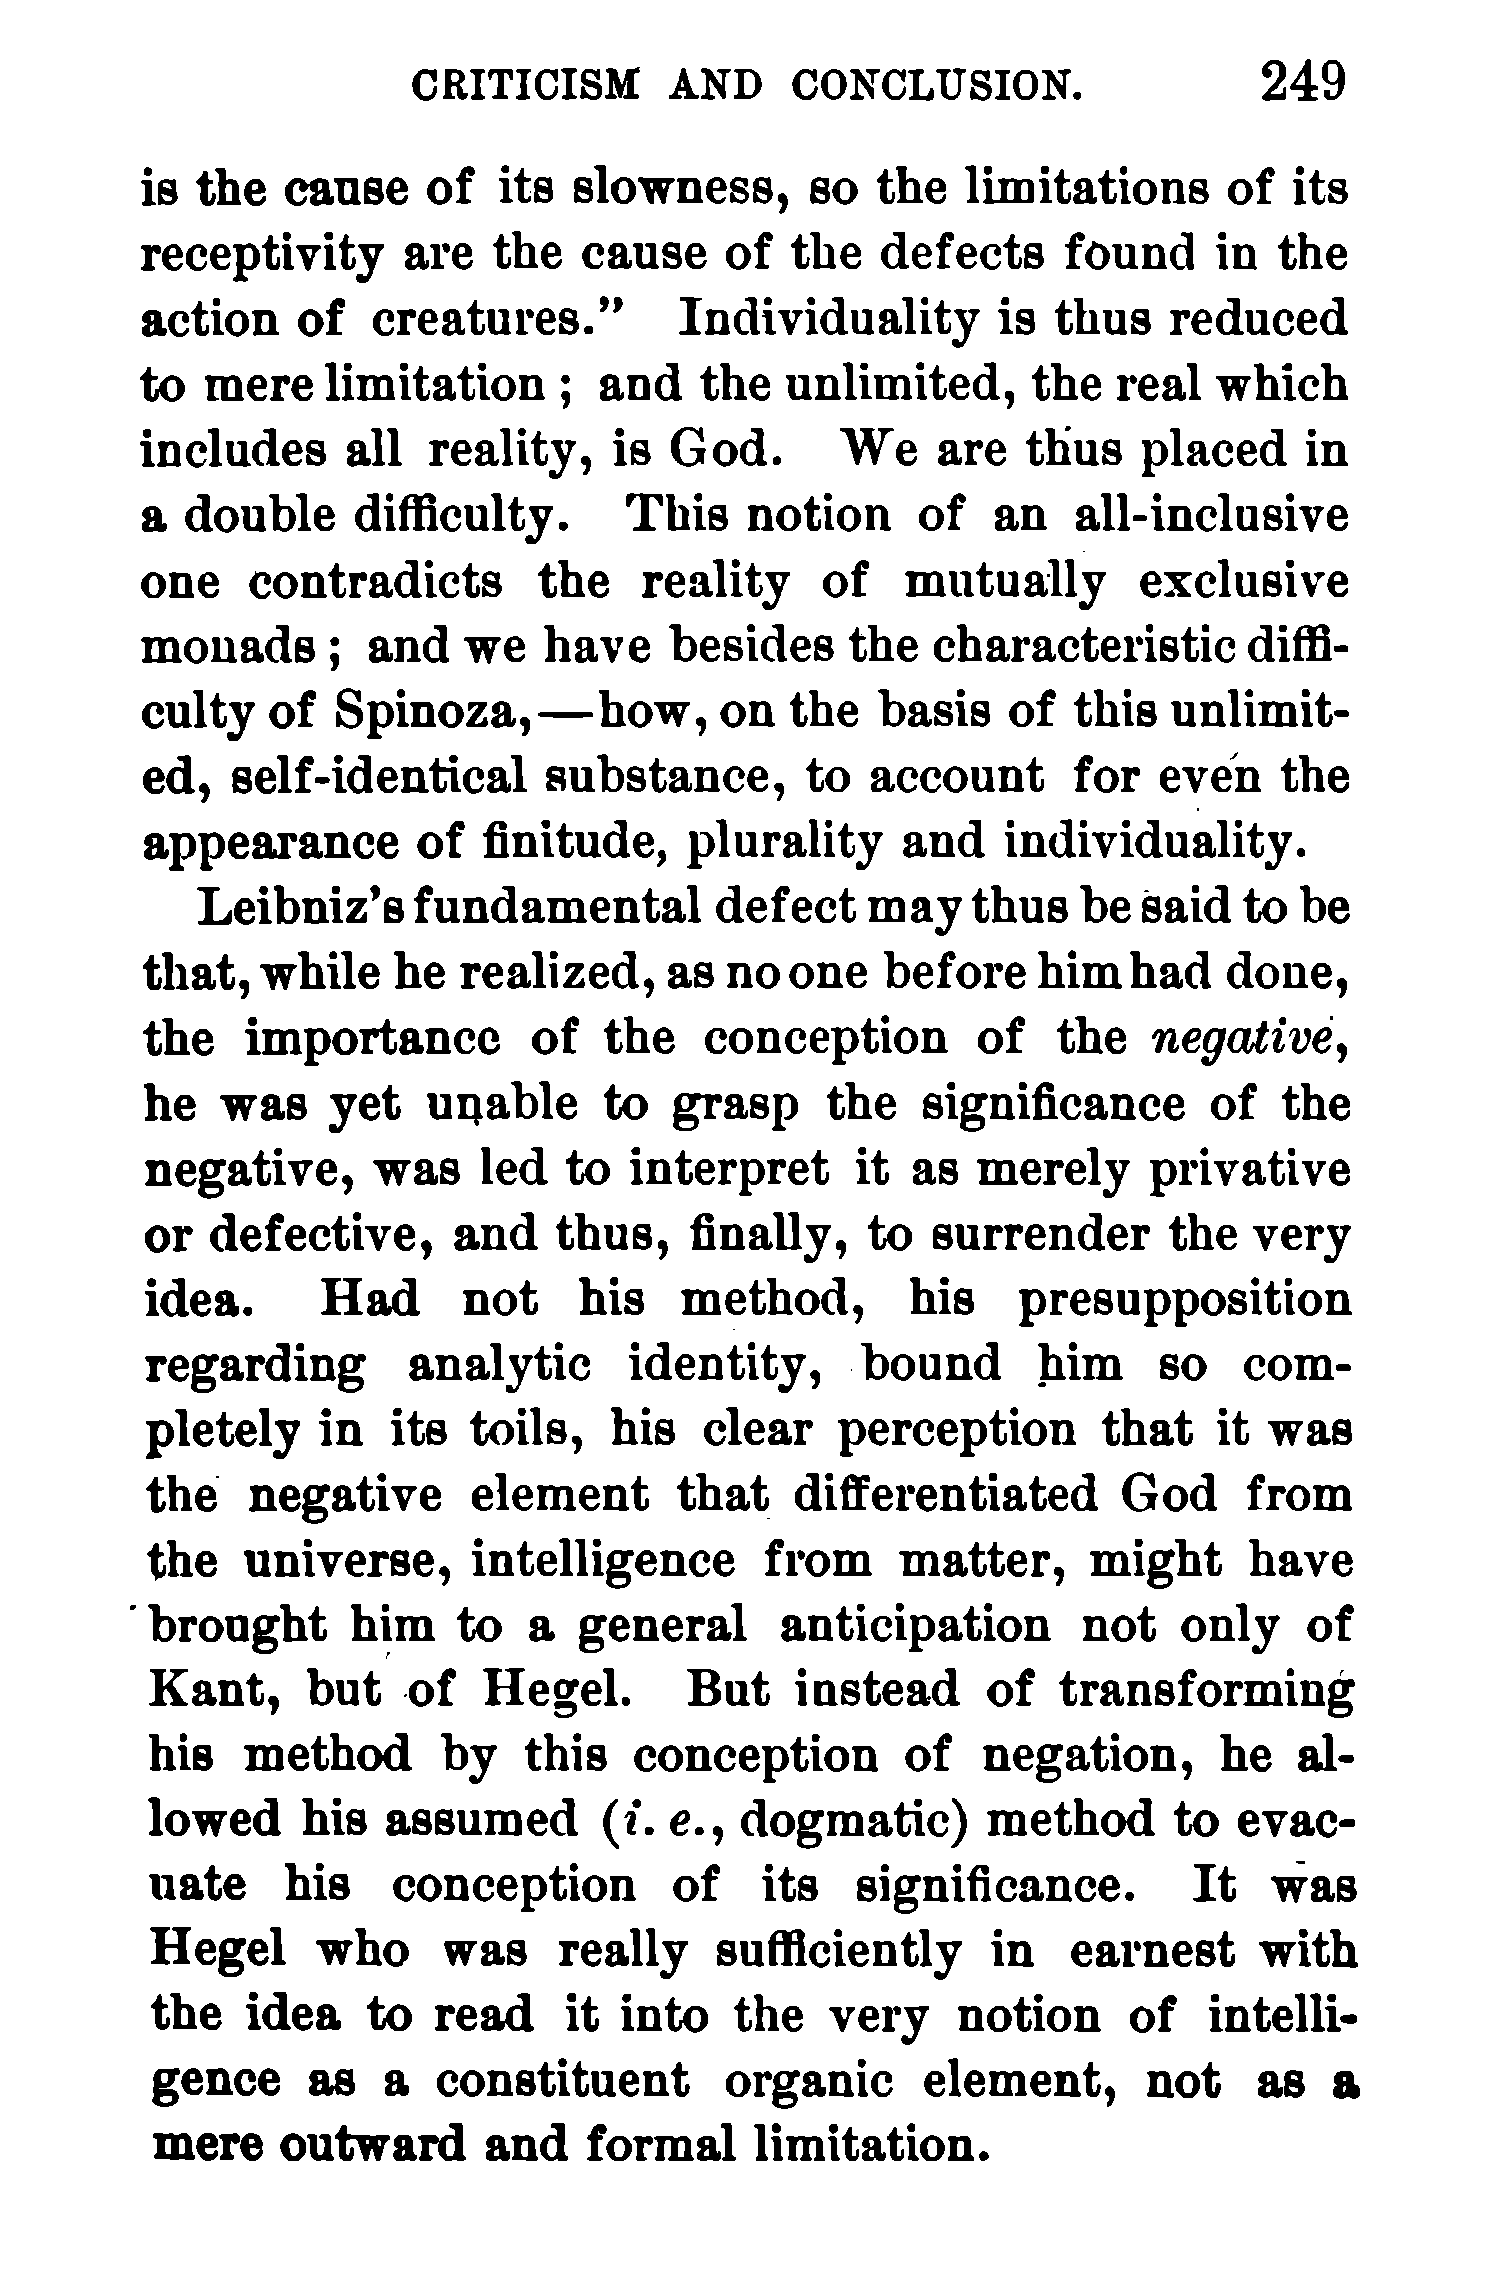 CRITICISM AND CONCLUSION. 249
is the cause of its slowness, so the limitations of its
receptivity are the cause of the defects found in the
action of creatures.” Individuality is thus reduced
to mere limitation ; and the unlimited, the real which
includes all reality, is God. We are thus placed in
a double difficulty. This notion of an all-inclusive
one contradicts the reality of mutually exclusive
monads ; and we have besides the characteristic diffi-
culty of Spinoza,—how, on the basis of this unlimit-
ed, self-identical substance, to account for even the
appearance of finitude, plurality and individuality.
Leibniz’s fundamental defect may thus be said to be
that, while he realized, as no one before him had done,
the importance of the conception of the negative,
he was yet unable to grasp the significance of the
negative, was led to interpret it as merely privative
or defective, and thus, finally, to surrender the very
idea. Had not his method, his presupposition
regarding analytic identity, bound him so com-
pletely in its toils, his clear perception that it was
the negative element that differentiated God from
the universe, intelligence from matter, might have
brought him to a general anticipation not only of
Kant, but of Hegel. But instead of transforming
his method by this conception of negation, he al-
lowed his assumed (i. e., dogmatic) method to evac-
uate his conception of its significance. It was
Hegel who was really sufficiently in earnest with
the idea to read it into the very notion of intelli-
gence as a constituent organic element, not as a
mere outward and formal limitation.